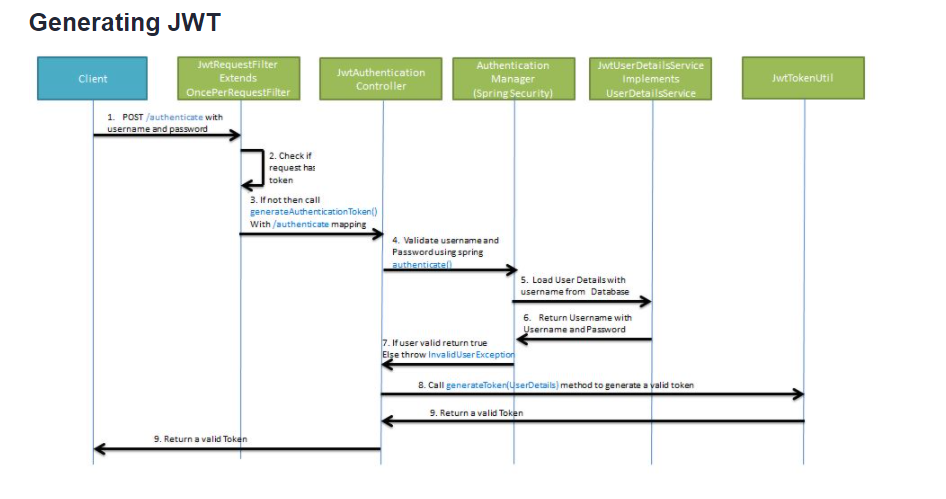 Generating JWT
Client
JwtRequestFilter
Extends
OncePerRequestFilter
JwtAuthentication
Controller
Authentication
Manager
(Spring Security)
JwtUserDetailsService
Implements
UserDetailsService
JwtTokenUtil
1. POST /authenticate with
username and password
2. Check if
request has
token
3. If not then call
generateAuthenticationToken()
With /authenticate mapping
4. Validate username and
Password using spring
authenticate()
5. Load User Details with
username from Database
6. Return Username with
Username and Password
7. If user valid return true
Else throw InvalidUserException
8. Call generateToken(UserDetails) method to generate a valid token
9. Return a valid Token
9. Return a valid Token